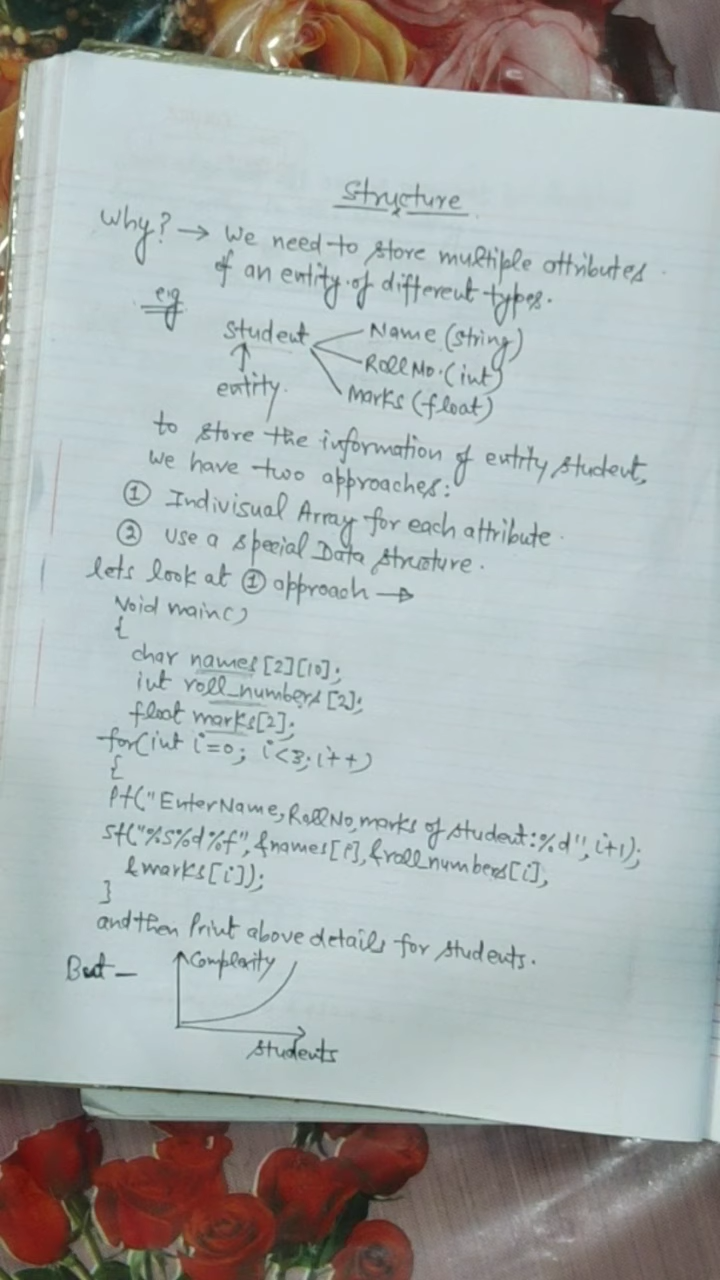 Structure
Why? → We need to store multiple attributes
of an entity of different types.
eg
Student Name (string)
Roll No. (int)
entity Marks (float)
to store the information of entity student,
we have two approaches:
① Indivisual Array for each attribute.
② Use a special Data structure.
lets look at ① approach →
Void main()
{
char names[2][10];
int roll_numbers[2];
float marks[2];
for(int i=0; i<3; i++)
{
Pf("Enter Name, Roll No, marks of student:%d", i+1);
Sf("%s%d%f", &names[i], &roll_numbers[i],
&marks[i]);
}
and then Print above details for students.
But — Complexity
Students